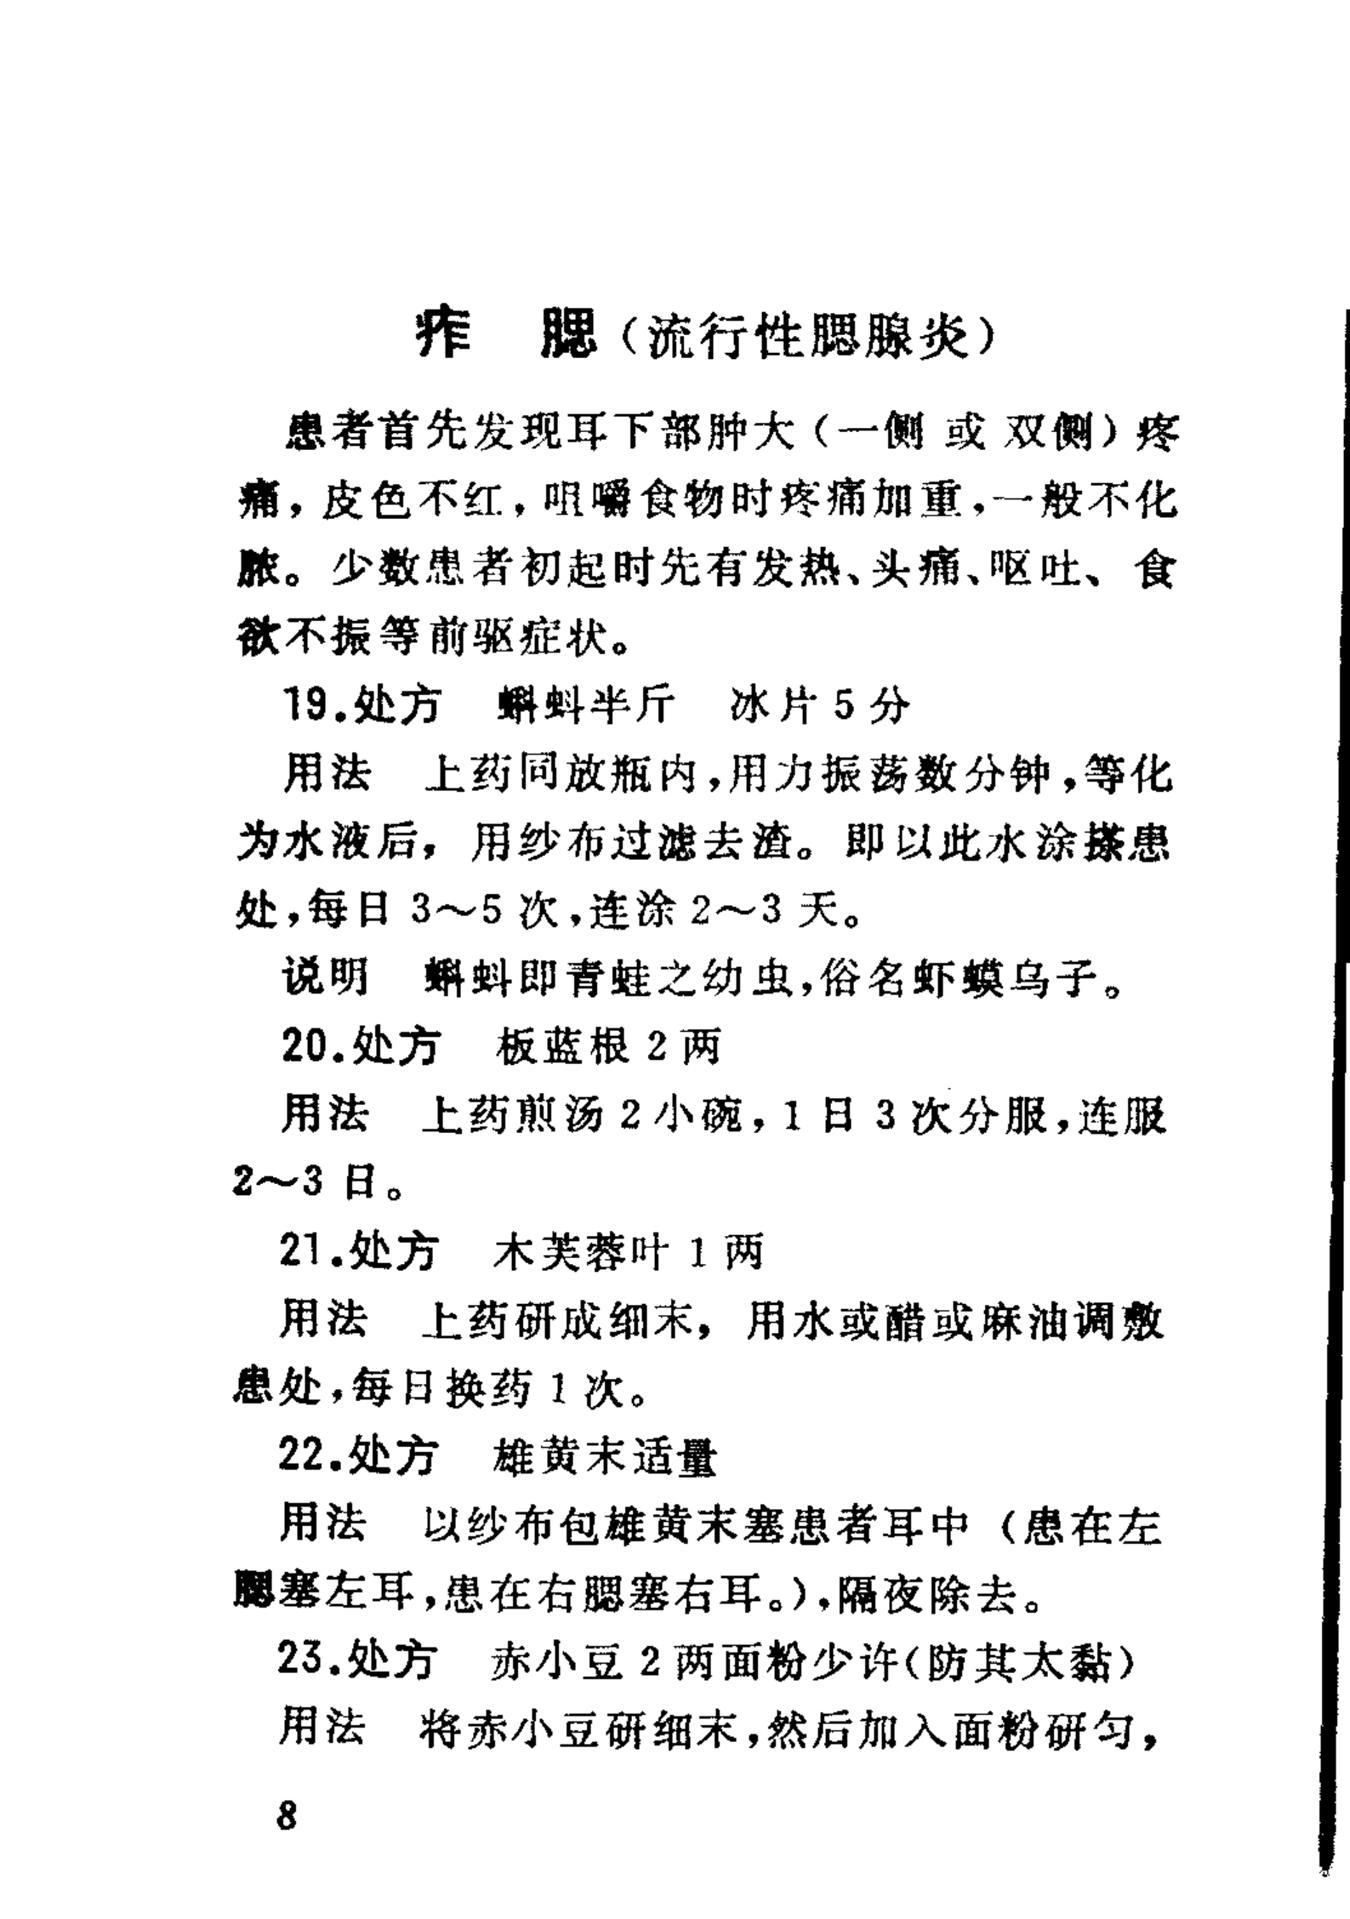 痄　腮（流行性腮腺炎）
患者首先发现耳下部肿大（一侧或双侧）疼
痛，皮色不红，咀嚼食物时疼痛加重，一般不化
脓。少数患者初起时先有发热、头痛、呕吐、食
欲不振等前驱症状。
19.处方　蝌蚪半斤　冰片5分
用法　上药同放瓶内，用力振荡数分钟，等化
为水液后，用纱布过滤去渣。即以此水涂搽患
处，每日3～5次，连涂2～3天。
说明　蝌蚪即青蛙之幼虫，俗名虾蟆乌子。
20.处方　板蓝根2两
用法　上药煎汤2小碗，1日3次分服，连服
2～3日。
21.处方　木芙蓉叶1两
用法　上药研成细末，用水或醋或麻油调敷
患处，每日换药1次。
22.处方　雄黄末适量
用法　以纱布包雄黄末塞患者耳中（患在左
腮塞左耳，患在右腮塞右耳。），隔夜除去。
23.处方　赤小豆2两面粉少许（防其太黏）
用法　将赤小豆研细末，然后加入面粉研匀，
8